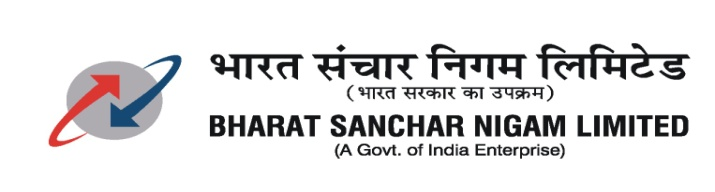 भारत संचार निगम लिमिटेड
(भारत सरकार का उपक्रम)
BHARAT SANCHAR NIGAM LIMITED
(A Govt. of India Enterprise)